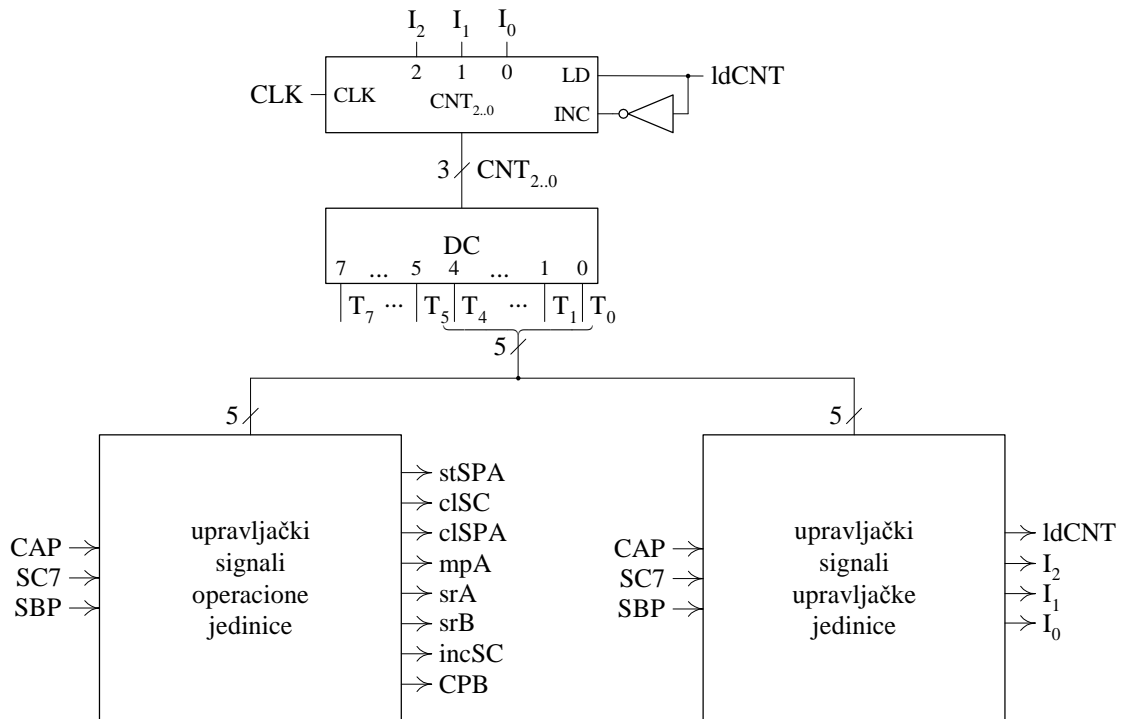 I₂ I₁ I₀
2 1 0 LD ldCNT
CLK CLK CNT₂..₀
INC
3 CNT₂..₀
DC
7 ... 5 4 ... 1 0
T₇ ... T₅ T₄ ... T₁ T₀
5
5 5
stSPA
clSC
clSPA
mpA
srA
srB
incSC
CPB
CAP
SC7
SBP
upravljački
signali
operacione
jedinice
CAP
SC7
SBP
upravljački
signali
upravljačke
jedinice
ldCNT
I₂
I₁
I₀